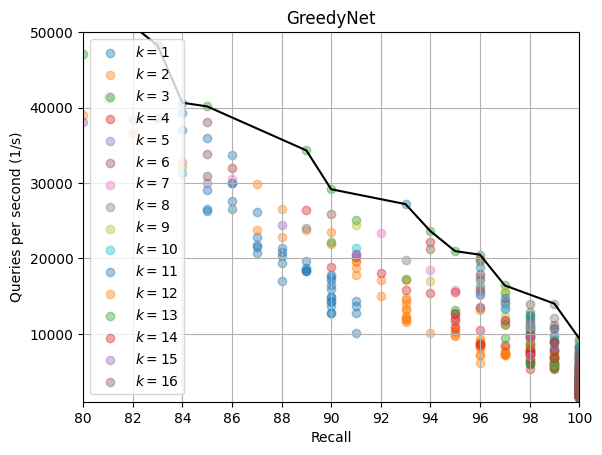 GreedyNet
Queries per second (1/s)
50000
40000
30000
20000
10000
k = 1
k = 2
k = 3
k = 4
k = 5
k = 6
k = 7
k = 8
k = 9
k = 10
k = 11
k = 12
k = 13
k = 14
k = 15
k = 16
80 82 84 86 88 90 92 94 96 98 100
Recall